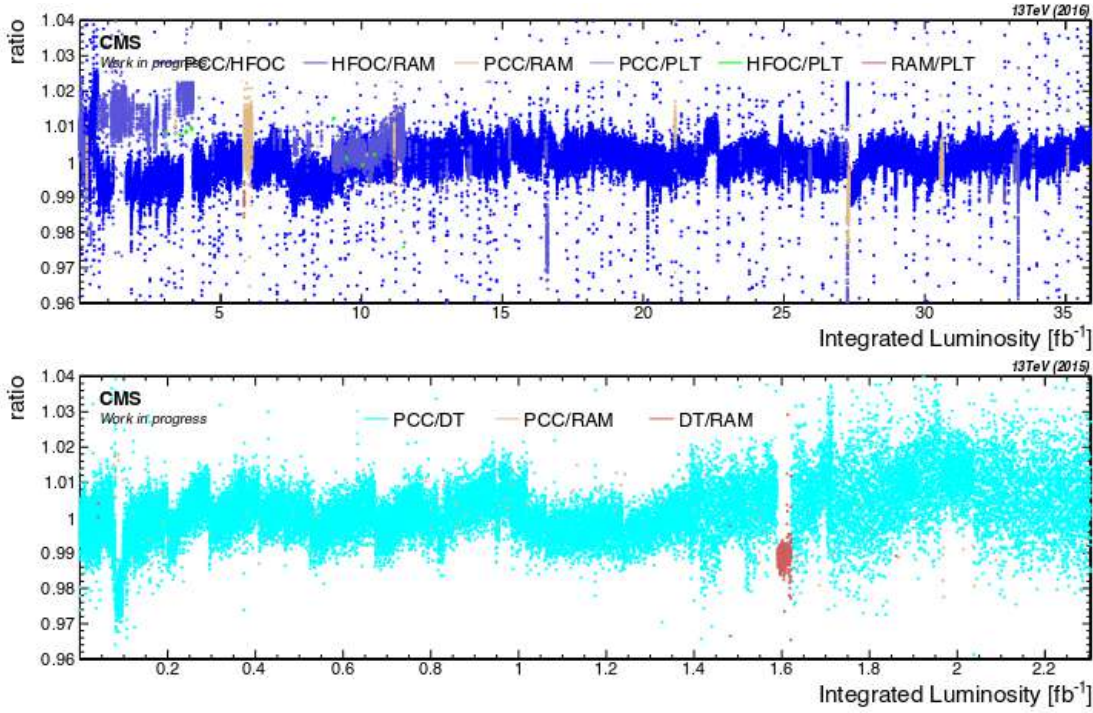 13TeV (2016)
1.04
ratio
CMS
1.03
Work in progress PCC/HFOC HFOC/RAM PCC/RAM PCC/PLT HFOC/PLT RAM/PLT
1.02
1.01
1
0.99
0.98
0.97
0.96
5 10 15 20 25 30 35
Integrated Luminosity [fb⁻¹]
13TeV (2015)
1.04
ratio
CMS
1.03
Work in progress PCC/DT PCC/RAM DT/RAM
1.02
1.01
1
0.99
0.98
0.97
0.96
0.2 0.4 0.6 0.8 1 1.2 1.4 1.6 1.8 2 2.2
Integrated Luminosity [fb⁻¹]